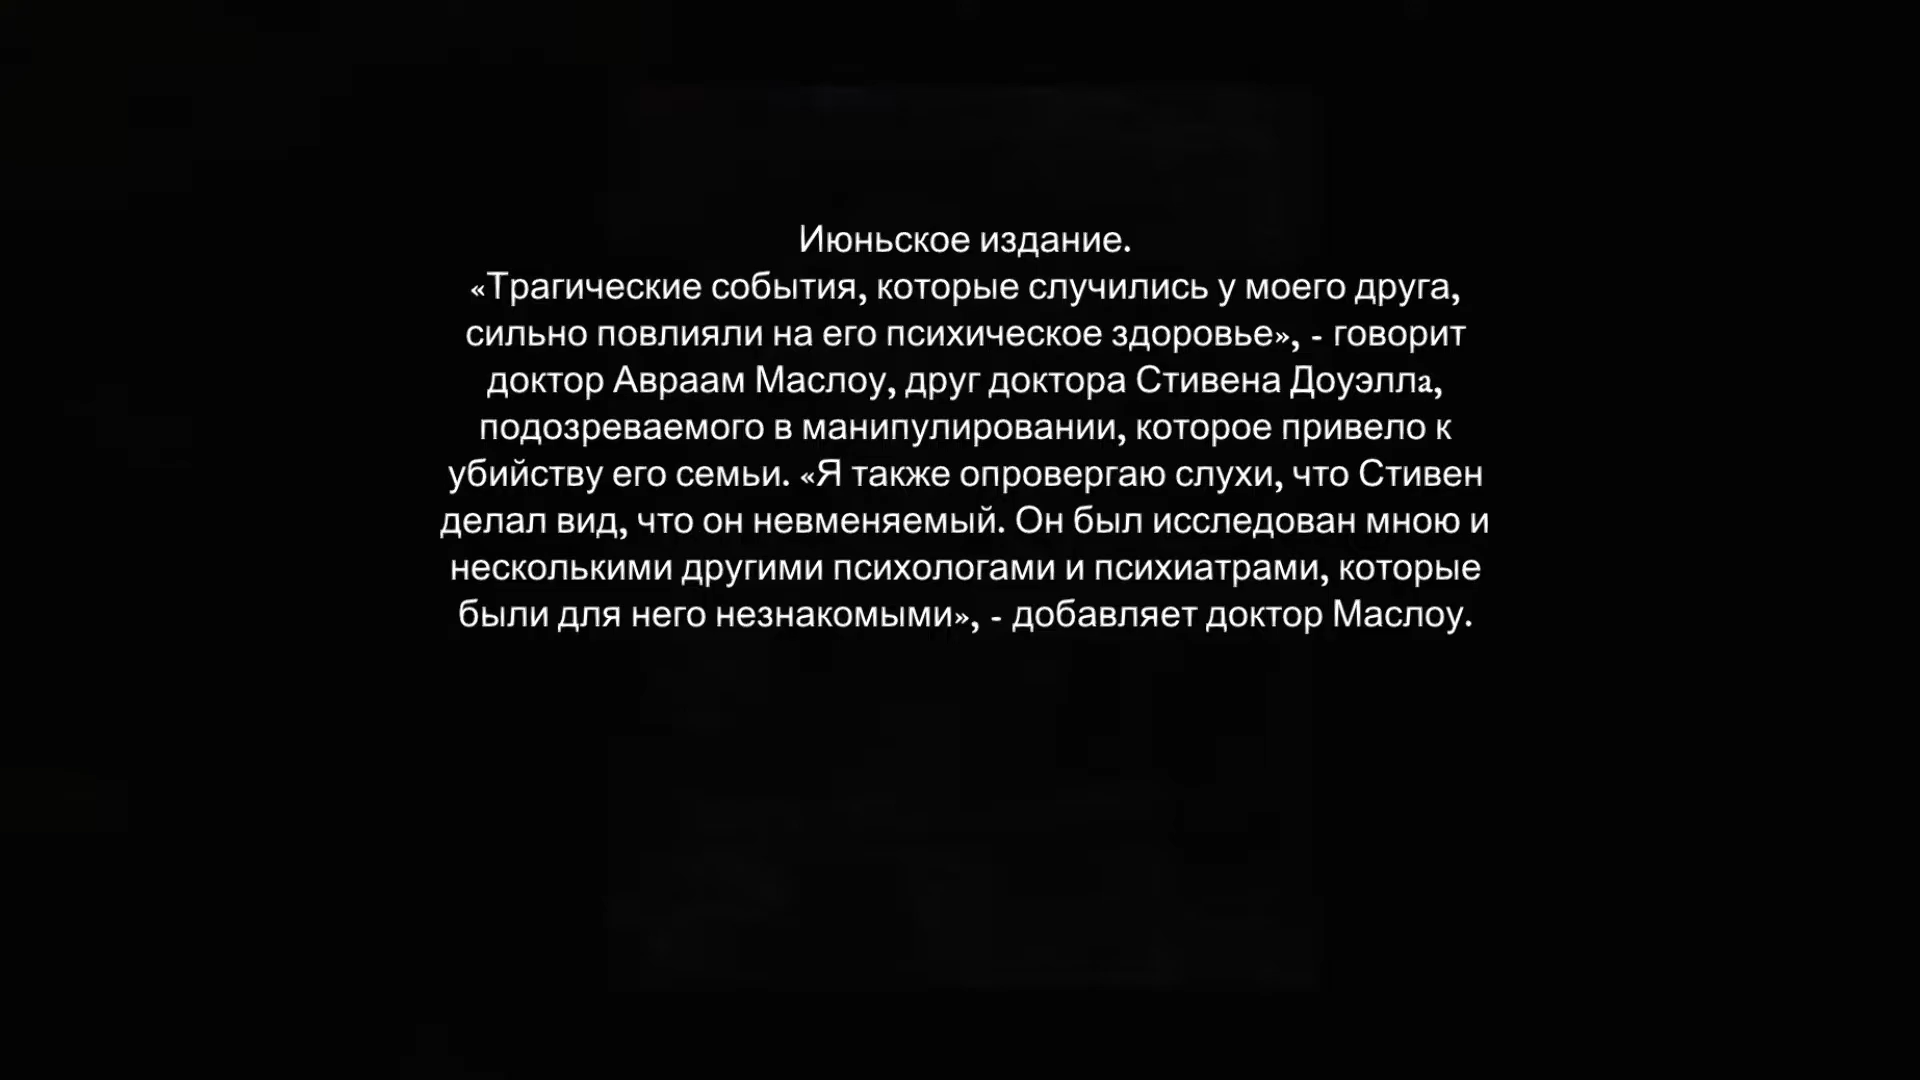 Июньское издание.
«Трагические события, которые случились у моего друга,
сильно повлияли на его психическое здоровье», - говорит
доктор Авраам Маслоу, друг доктора Стивена Доуэлла,
подозреваемого в манипулировании, которое привело к
убийству его семьи. «Я также опровергаю слухи, что Стивен
делал вид, что он невменяемый. Он был исследован мною и
несколькими другими психологами и психиатрами, которые
были для него незнакомыми», - добавляет доктор Маслоу.